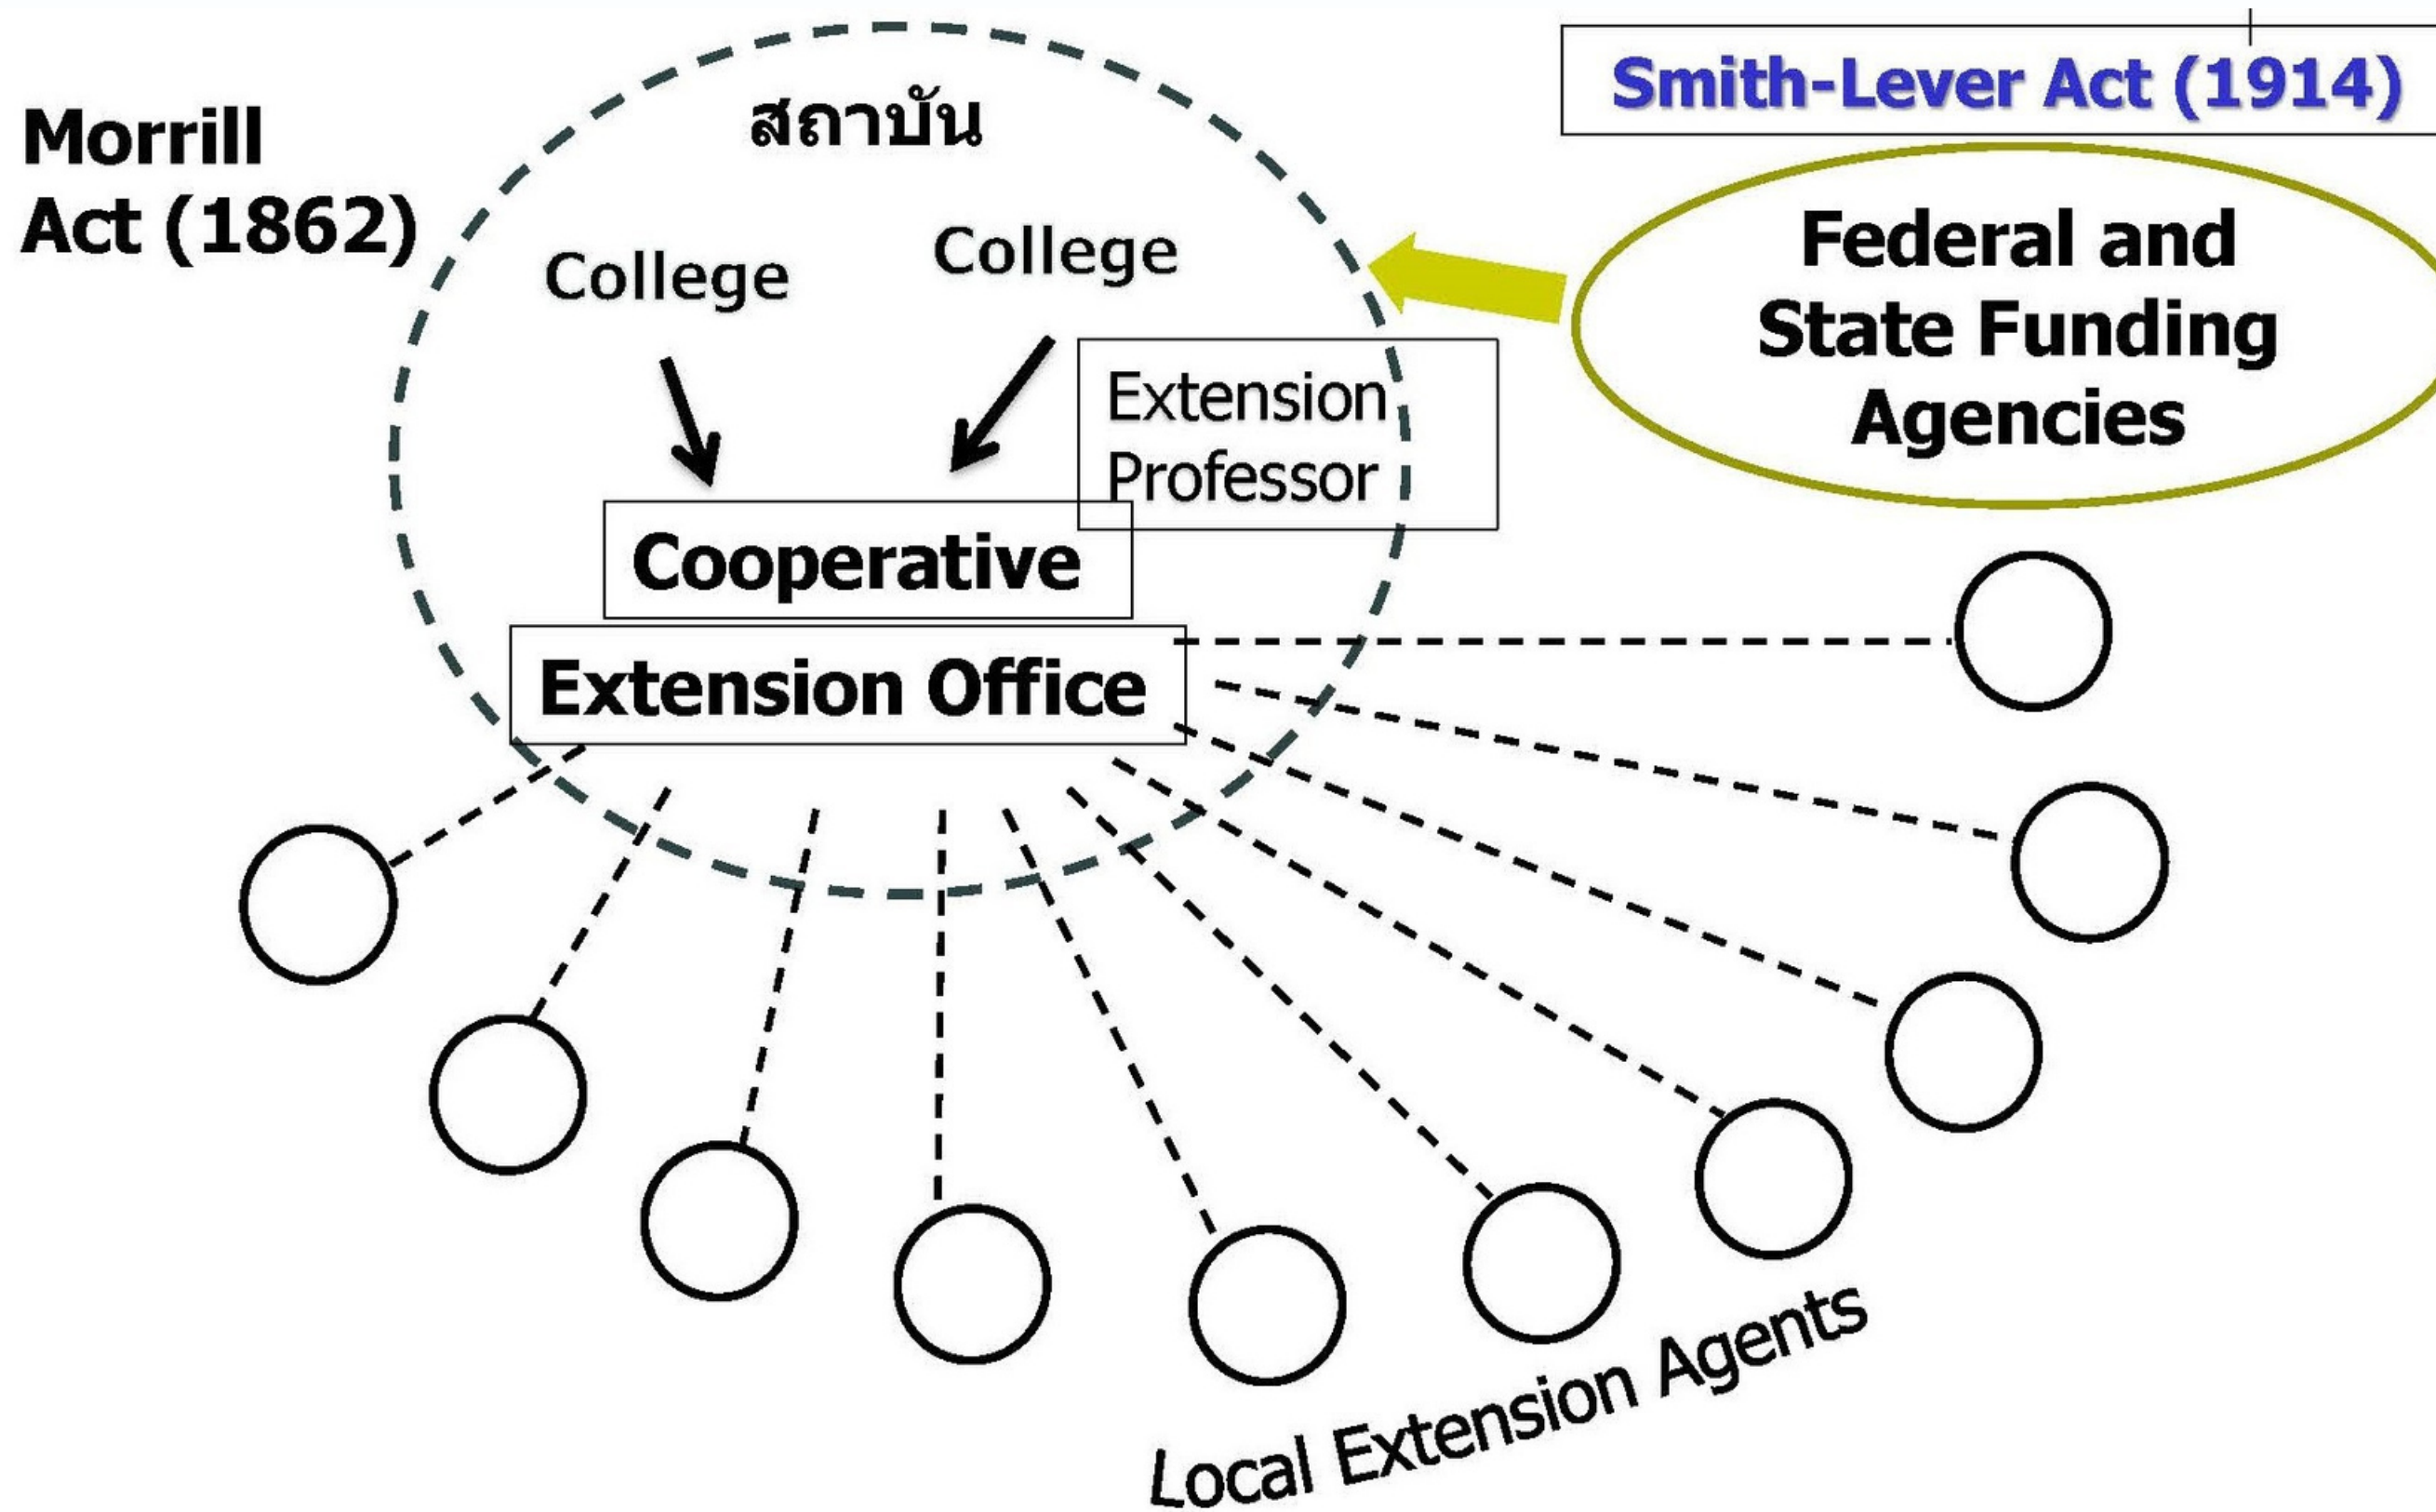 Morrill
Act (1862)
สถาบัน
Smith-Lever Act (1914)
College
College
Federal and
State Funding
Agencies
Extension
Professor
Cooperative
Extension Office
Local Extension Agents